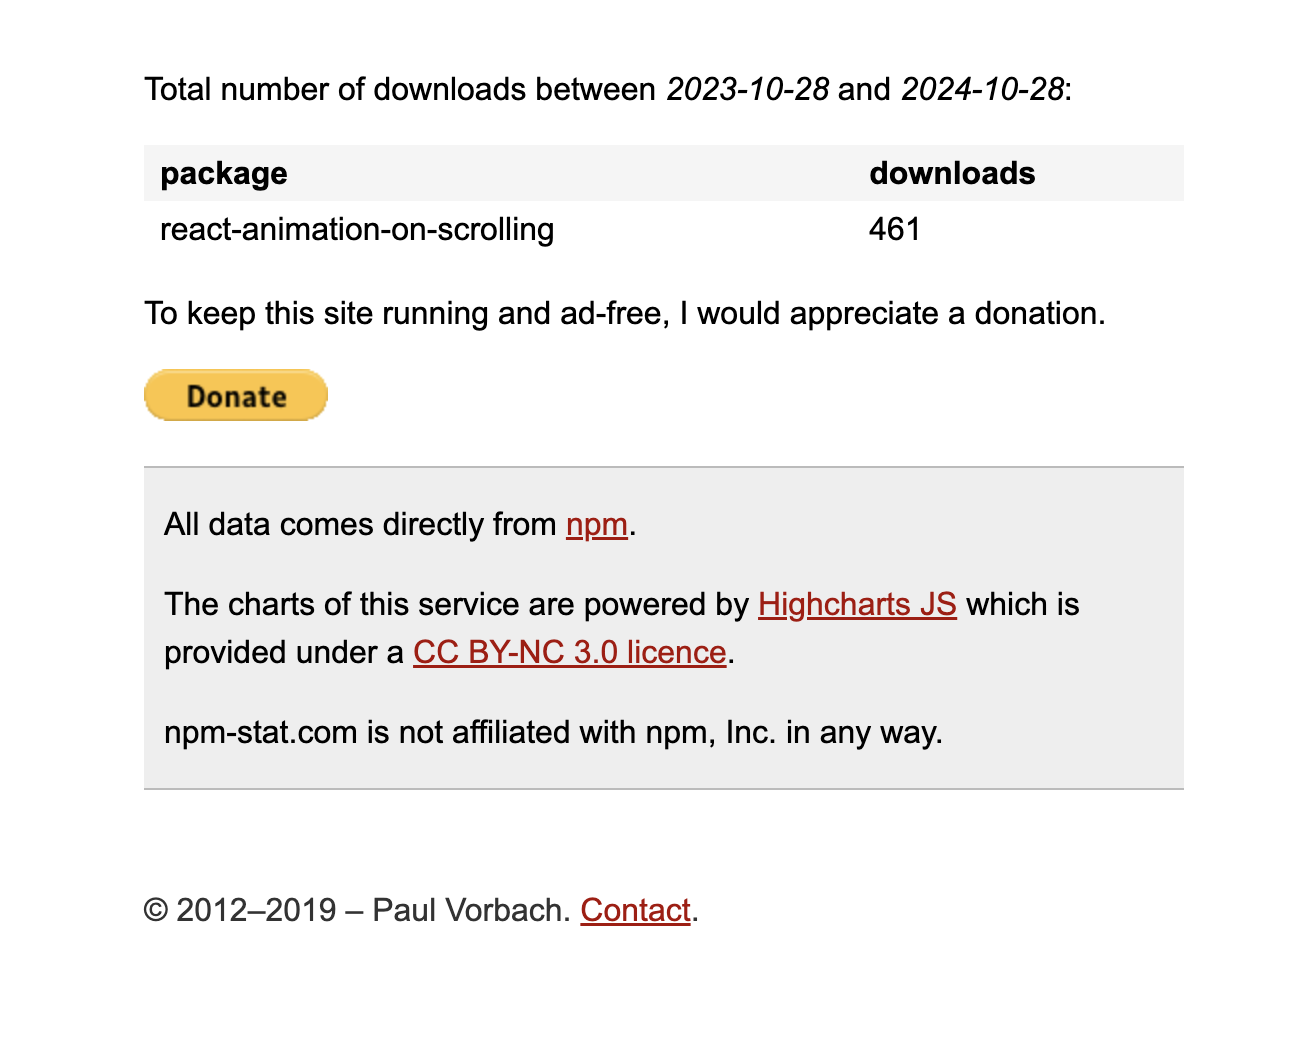 Total number of downloads between 2023-10-28 and 2024-10-28:
package downloads
react-animation-on-scrolling 461
To keep this site running and ad-free, I would appreciate a donation.
Donate
All data comes directly from npm.
The charts of this service are powered by Highcharts JS which is
provided under a CC BY-NC 3.0 licence.
npm-stat.com is not affiliated with npm, Inc. in any way.
© 2012–2019 – Paul Vorbach. Contact.